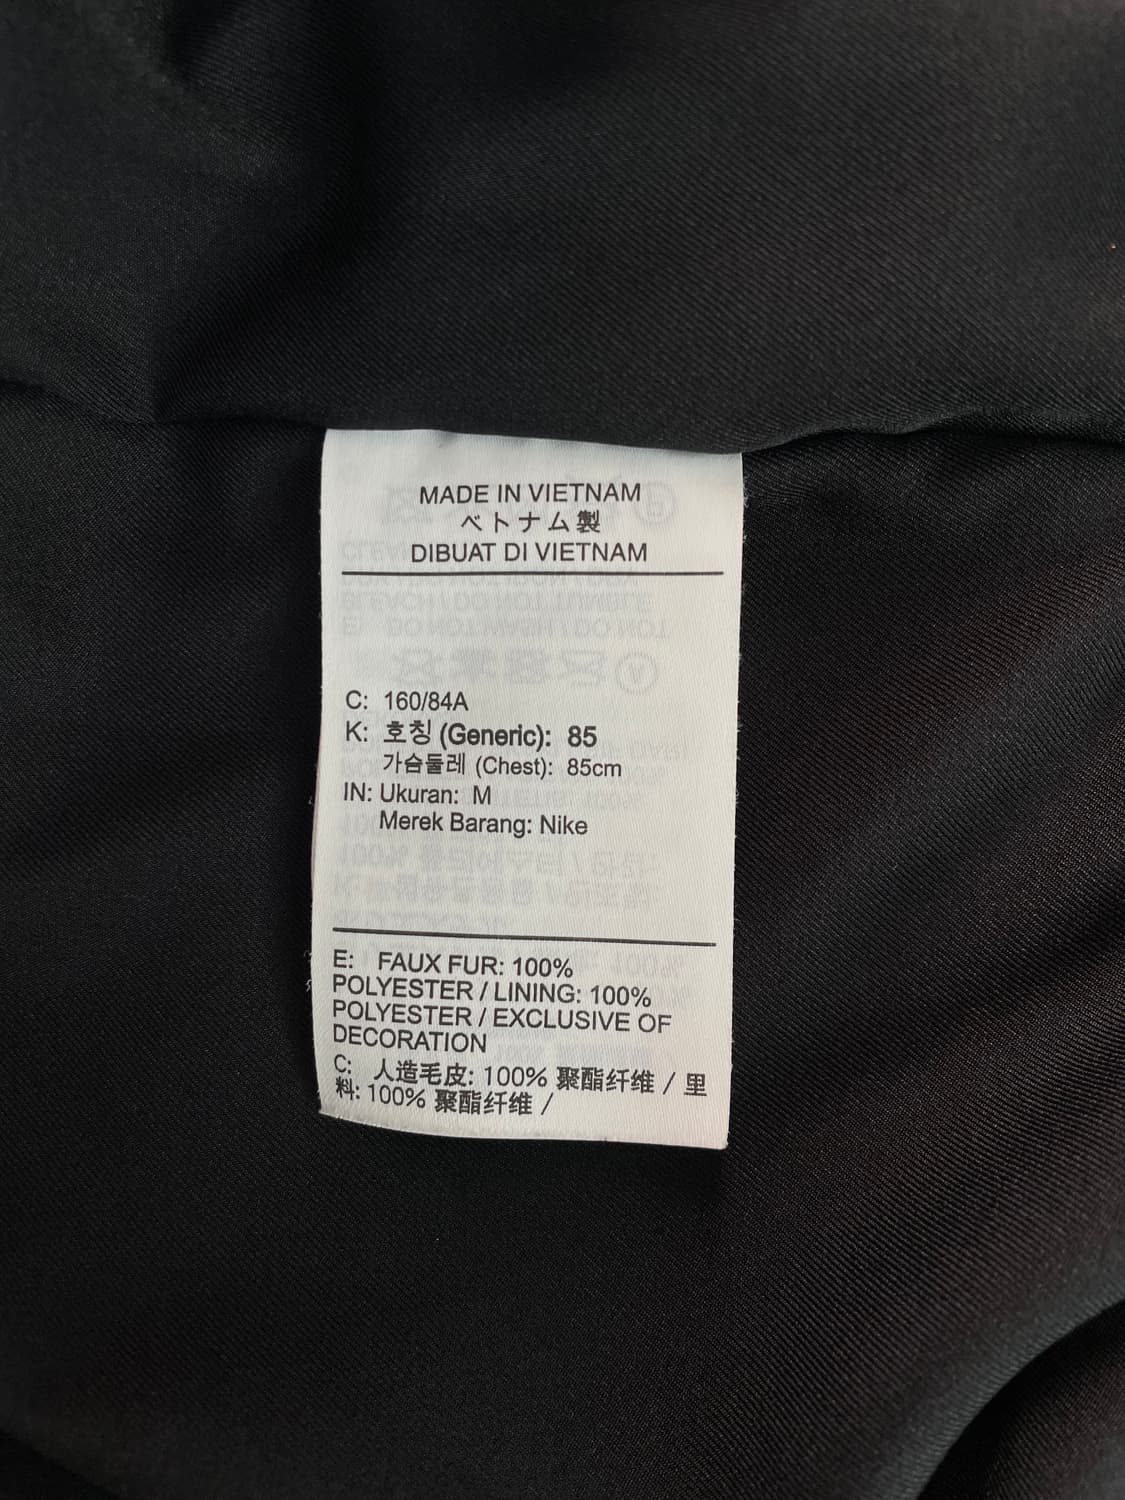 MADE IN VIETNAM
ベトナム製
DIBUAT DI VIETNAM
C: 160/84A
K: 호칭 (Generic): 85
가슴둘레 (Chest): 85cm
IN: Ukuran: M
Merek Barang: Nike
E: FAUX FUR: 100%
POLYESTER / LINING: 100%
POLYESTER / EXCLUSIVE OF
DECORATION
C: 人造毛皮: 100% 聚酯纤维 / 里
料: 100% 聚酯纤维 /